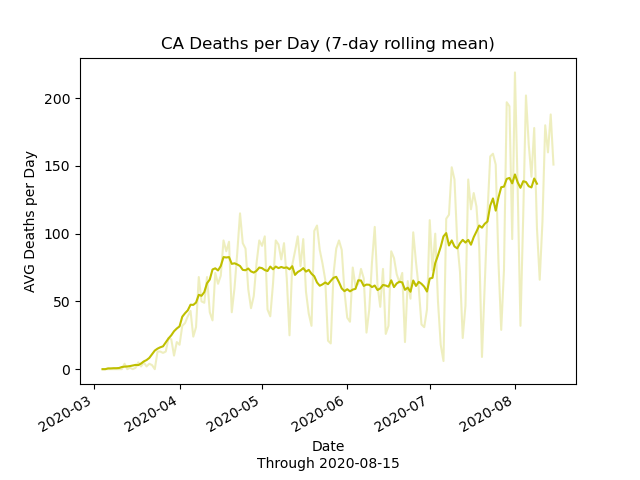 CA Deaths per Day (7-day rolling mean)
AVG Deaths per Day
200
150
100
50
0
2020-03
2020-04
2020-05
2020-06
2020-07
2020-08
Date
Through 2020-08-15